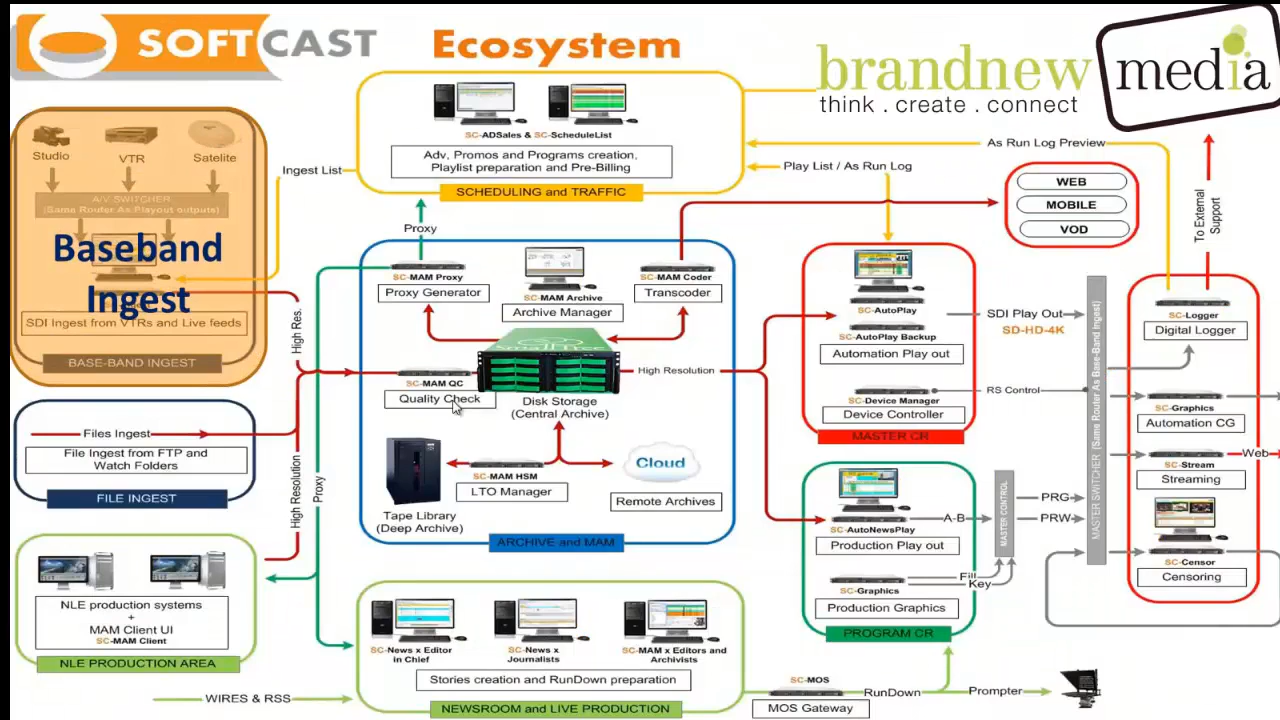 SOFTCAST
Ecosystem
brandnew
think . create . connect
media
Studio
VTR
Satelite
A/V SWITCHER
(Same Router As Playout outputs)
Baseband
Ingest
SDI Ingest from VTRs and Live feeds
BASE-BAND INGEST
Ingest List
SC-ADSales & SC-ScheduleList
Adv, Promos and Programs creation,
Playlist preparation and Pre-Billing
SCHEDULING and TRAFFIC
As Run Log Preview
Play List / As Run Log
WEB
MOBILE
VOD
To External
Support
Proxy
SC-MAM Proxy
Proxy Generator
SC-MAM Archive
Archive Manager
SC-MAM Coder
Transcoder
High Res.
SmallTree
SC-MAM QC
Quality Check
Disk Storage
(Central Archive)
High Resolution
SC-MAM HSM
LTO Manager
Cloud
Remote Archives
Tape Library
(Deep Archive)
ARCHIVE and MAM
Files Ingest
File Ingest from FTP and
Watch Folders
FILE INGEST
High Resolution
Proxy
NLE production systems
+
MAM Client UI
SC-MAM Client
NLE PRODUCTION AREA
WIRES & RSS
SC-News x Editor
in Chief
SC-News x
Journalists
SC-MAM x Editors and
Archivists
Stories creation and RunDown preparation
NEWSROOM and LIVE PRODUCTION
SC-MOS
MOS Gateway
RunDown
Prompter
SC-AutoPlay
SC-AutoPlay Backup
Automation Play out
SC-Device Manager
Device Controller
MASTER CR
SDI Play Out
SD-HD-4K
RS Control
SC-AutoNewsPlay
Production Play out
A-B
SC-Graphics
Production Graphics
Fill
Key
PROGRAM CR
MASTER CONTROL
PRG
PRW
MASTER SWITCHER (Same Router As Base-Band Ingest)
SC-Logger
Digital Logger
SC-Graphics
Automation CG
SC-Stream
Streaming
Web
SC-Censor
Censoring